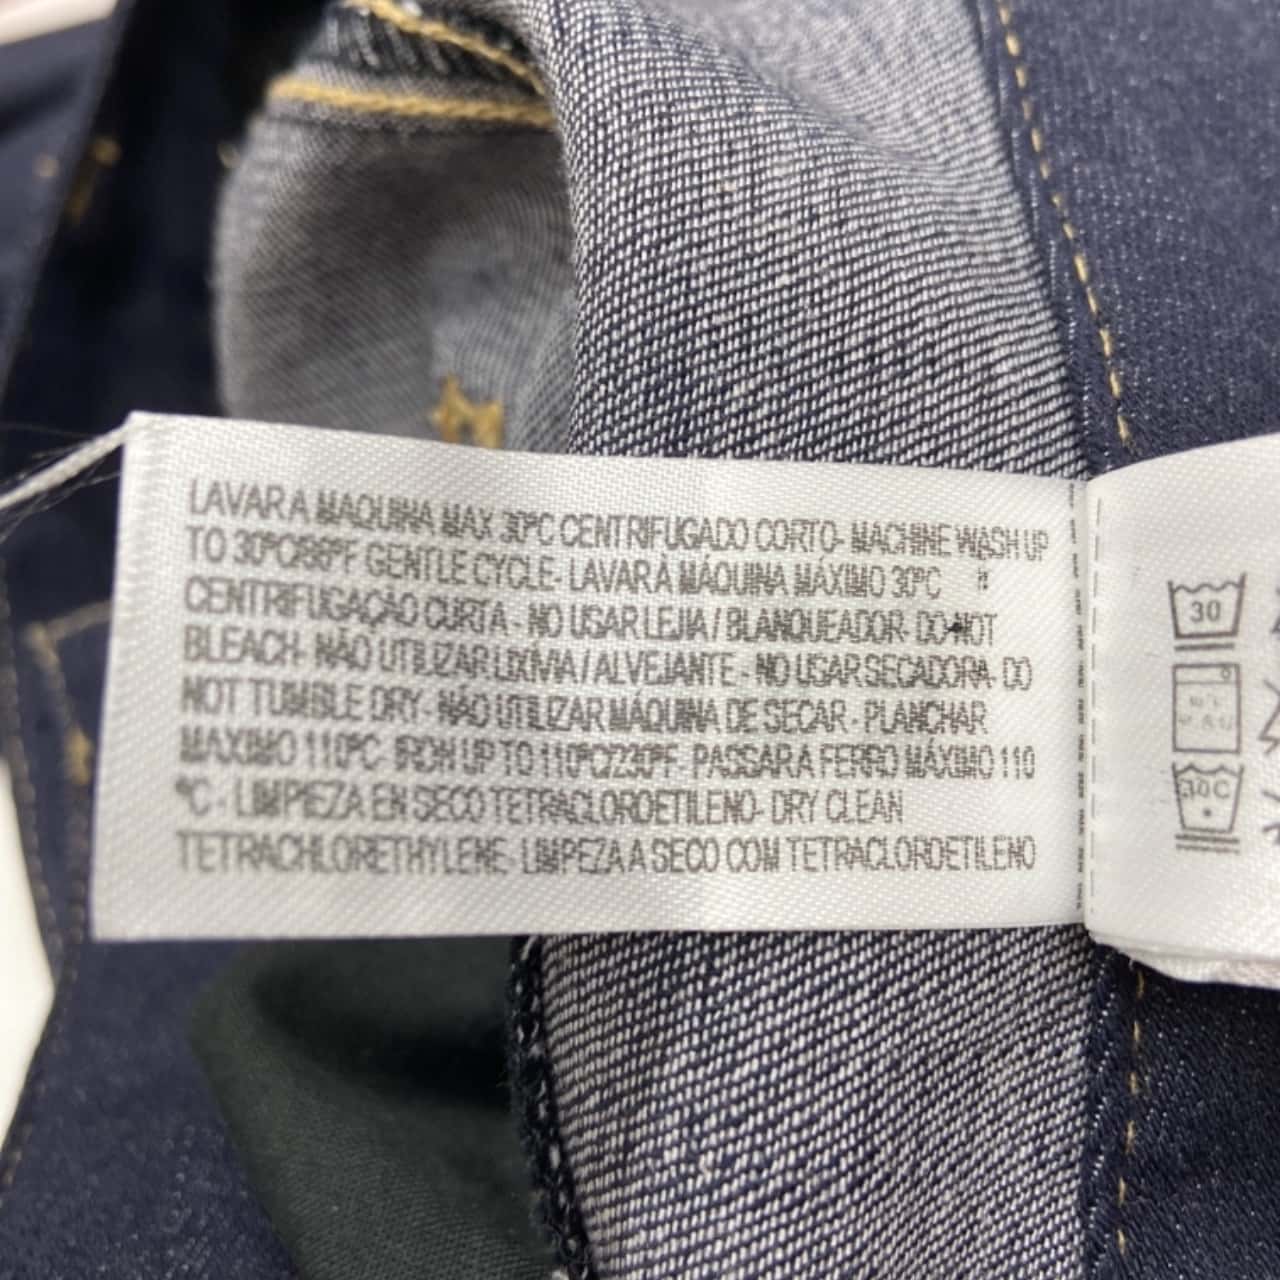 LAVAR A MAQUINA MAX 30ºC CENTRIFUGADO CORTO- MACHINE WASH UP
TO 30ºC/86ºF GENTLE CYCLE- LAVAR À MÁQUINA MÁXIMO 30ºC
CENTRIFUGAÇÃO CURTA - NO USAR LEJIA / BLANQUEADOR- DO NOT
BLEACH- NÃO UTILIZAR LIXÍVIA / ALVEJANTE - NO USAR SECADORA- DO
NOT TUMBLE DRY- NÃO UTILIZAR MÁQUINA DE SECAR - PLANCHAR
MAXIMO 110ºC- IRON UP TO 110ºC/230ºF- PASSAR A FERRO MÁXIMO 110
ºC - LIMPIEZA EN SECO TETRACLOROETILENO- DRY CLEAN
TETRACHLORETHYLENE- LIMPEZA A SECO COM TETRACLOROETILENO
30
30C